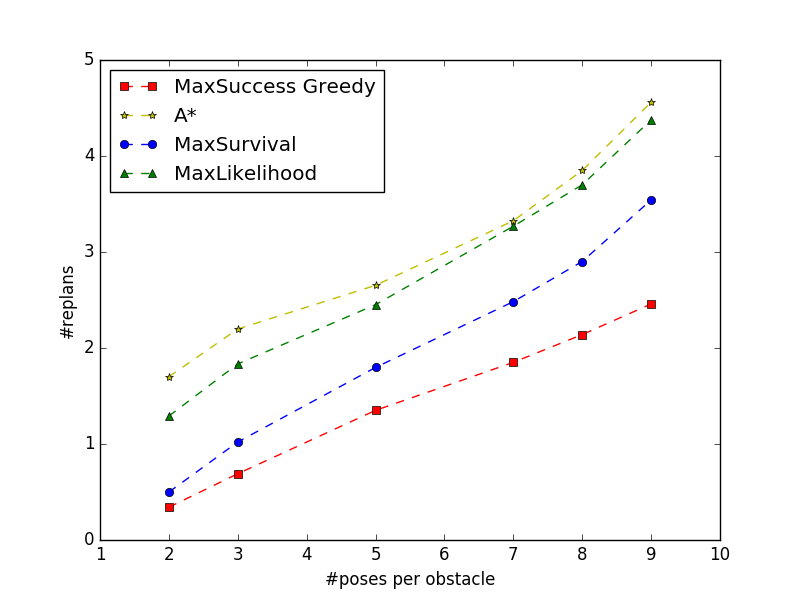 MaxSuccess Greedy
A*
MaxSurvival
MaxLikelihood
5
4
3
2
1
0
#replans
1 2 3 4 5 6 7 8 9 10
#poses per obstacle